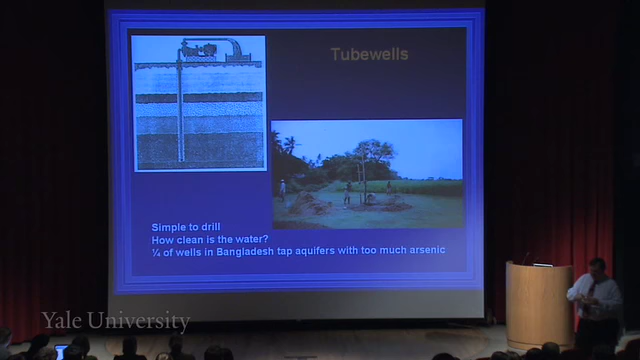 Tubewells
Simple to drill
How clean is the water?
¼ of wells in Bangladesh tap aquifers with too much arsenic
Yale University